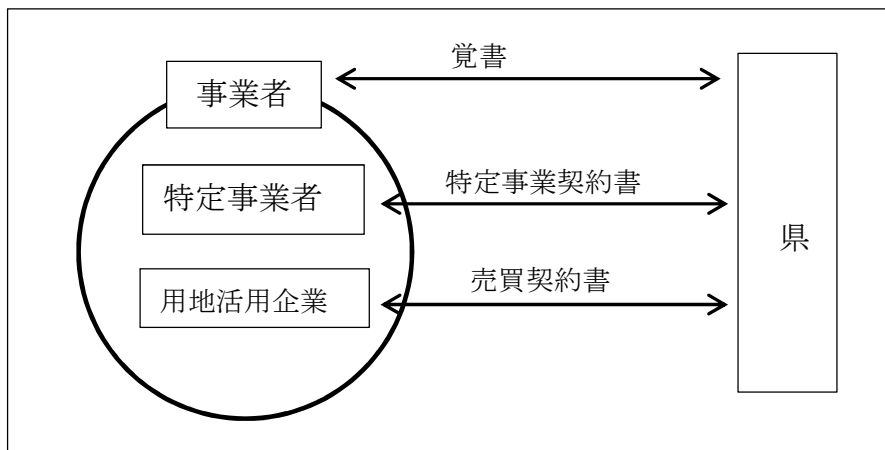 覚書
事業者
特定事業者
特定事業契約書
県
用地活用企業
売買契約書